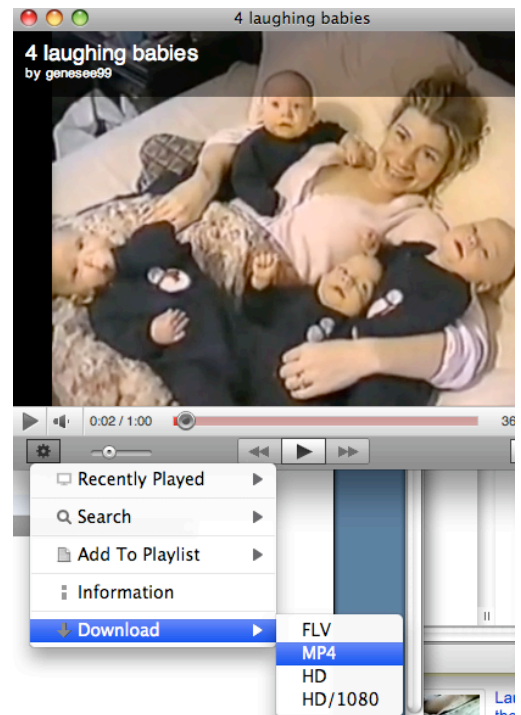 4 laughing babies
4 laughing babies
by genesee99
0:02 / 1:00
36
Recently Played
Search
Add To Playlist
Information
Download
FLV
MP4
HD
HD/1080